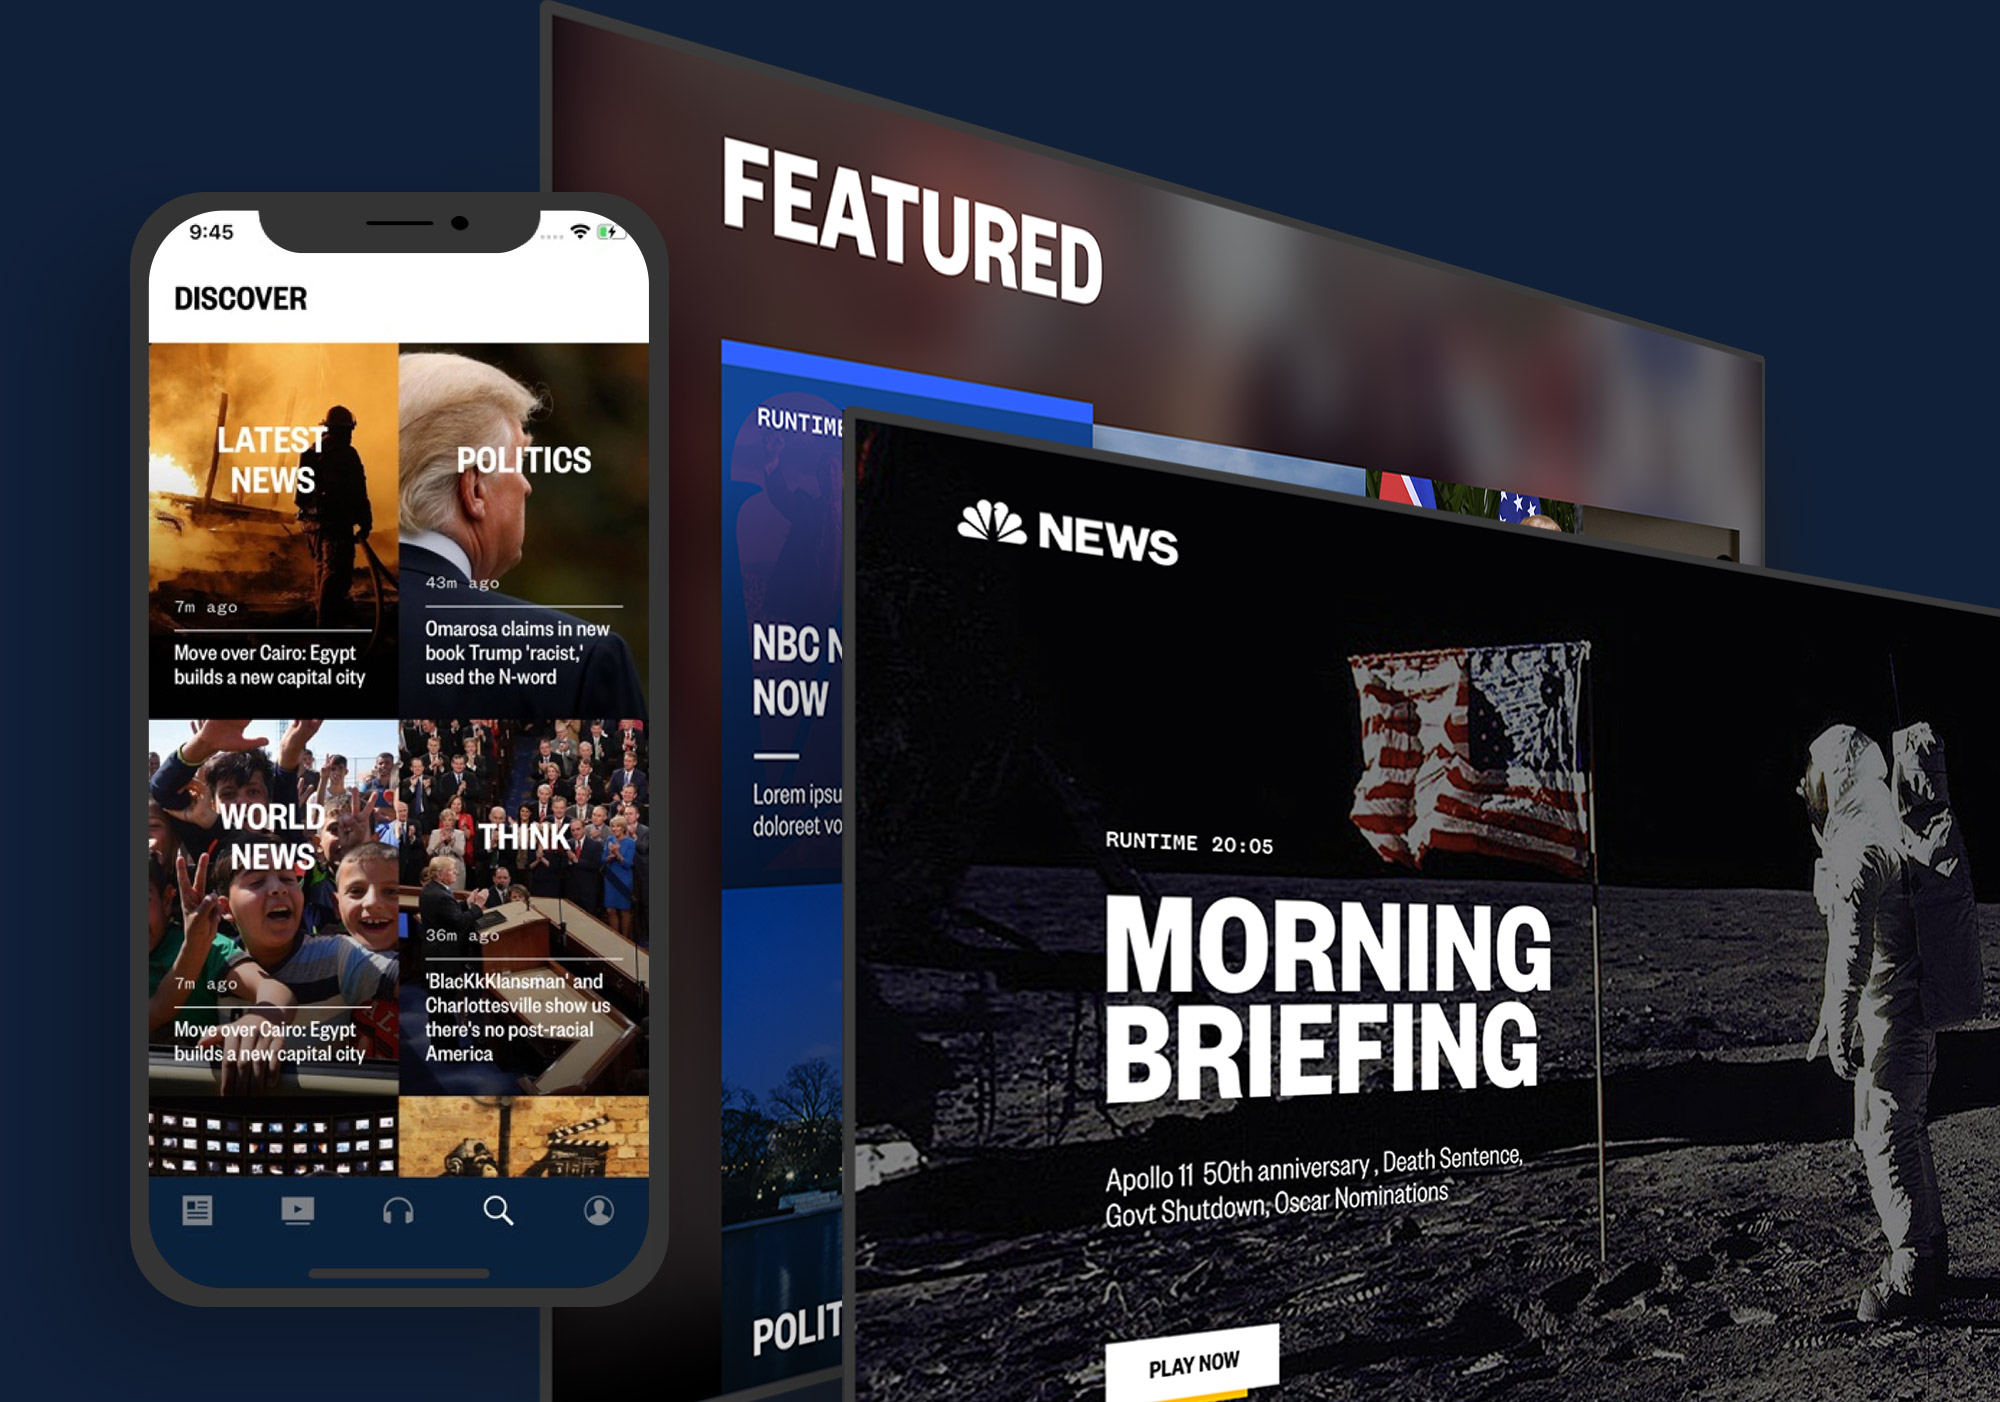 9:45
DISCOVER
LATEST
NEWS
7m ago
Move over Cairo: Egypt
builds a new capital city
POLITICS
43m ago
Omarosa claims in new
book Trump 'racist,'
used the N-word
WORLD
NEWS
7m ago
Move over Cairo: Egypt
builds a new capital city
THINK
36m ago
'BlacKkKlansman' and
Charlottesville show us
there's no post-racial
America
FEATURED
RUNTIME
NBC N
NOW
Lorem ipsu
doloreet vo
POLIT
NEWS
RUNTIME 20:05
MORNING
BRIEFING
Apollo 11 50th anniversary , Death Sentence,
Govt Shutdown, Oscar Nominations
PLAY NOW